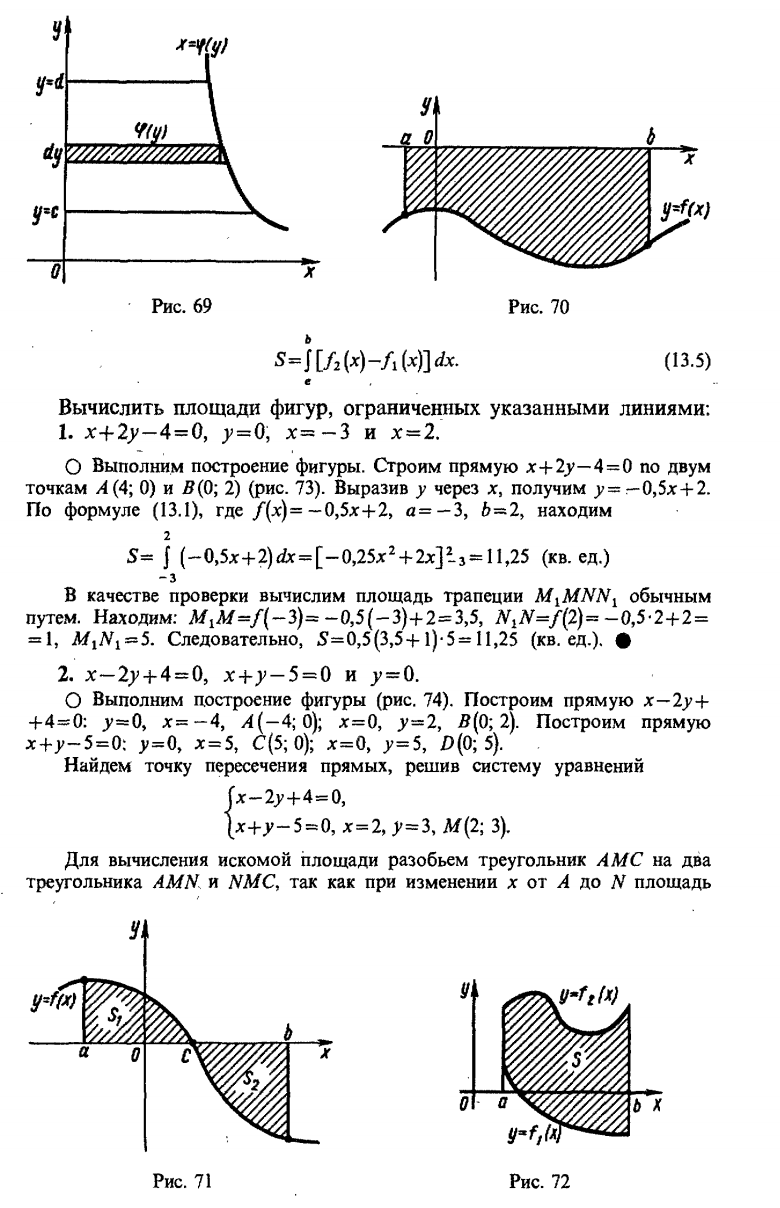 y
x=φ(y)
y=d
φ(y)
dy
y=c
0
x
Рис. 69
y
a 0 b
x
y=f(x)
Рис. 70
b
S=∫[f₂(x)−f₁(x)]dx. (13.5)
e
Вычислить площади фигур, ограниченных указанными линиями:
1. x+2y−4=0, y=0, x=−3 и x=2.
○ Выполним построение фигуры. Строим прямую x+2y−4=0 по двум
точкам A(4; 0) и B(0; 2) (рис. 73). Выразив y через x, получим y=−0,5x+2.
По формуле (13.1), где f(x)=−0,5x+2, a=−3, b=2, находим
2
S= ∫ (−0,5x+2)dx=[−0,25x²+2x]²₋₃=11,25 (кв. ед.)
−3
В качестве проверки вычислим площадь трапеции M₁MNN₁ обычным
путем. Находим: M₁M=f(−3)=−0,5(−3)+2=3,5, N₁N=f(2)=−0,5·2+2=
=1, M₁N₁=5. Следовательно, S=0,5(3,5+1)·5=11,25 (кв. ед.). ●
2. x−2y+4=0, x+y−5=0 и y=0.
○ Выполним построение фигуры (рис. 74). Построим прямую x−2y+
+4=0: y=0, x=−4, A(−4; 0); x=0, y=2, B(0; 2). Построим прямую
x+y−5=0: y=0, x=5, C(5; 0); x=0, y=5, D(0; 5).
Найдем точку пересечения прямых, решив систему уравнений
{x−2y+4=0,
{x+y−5=0, x=2, y=3, M(2; 3).
Для вычисления искомой площади разобьем треугольник AMC на два
треугольника AMN и NMC, так как при изменении x от A до N площадь
y
y=f(x)
S₁
b
a 0 C
x
S₂
Рис. 71
y
y=f₂(x)
S
0 a b x
y=f₁(x)
Рис. 72